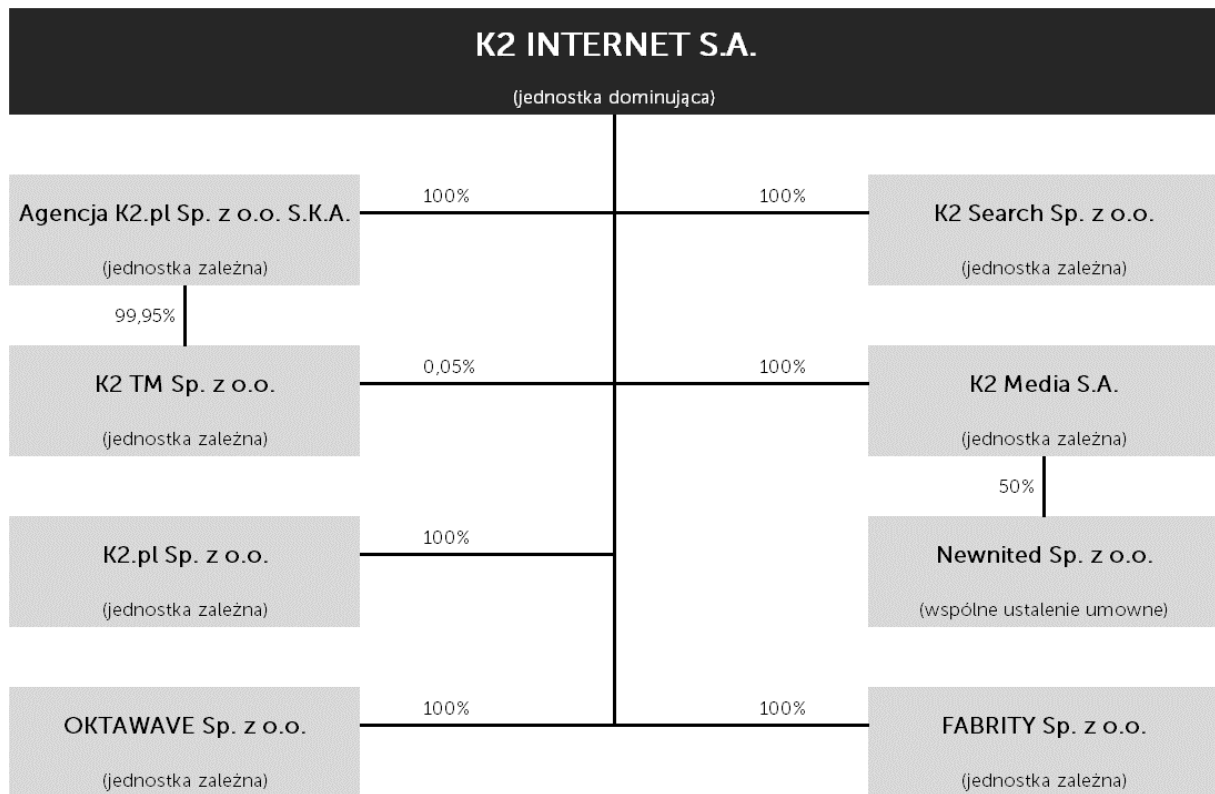 K2 INTERNET S.A.
(jednostka dominująca)
100%
100%
Agencja K2.pl Sp. z o.o. S.K.A.
K2 Search Sp. z o.o.
(jednostka zależna)
(jednostka zależna)
99,95%
0,05%
100%
K2 TM Sp. z o.o.
K2 Media S.A.
(jednostka zależna)
(jednostka zależna)
50%
100%
K2.pl Sp. z o.o.
Newnited Sp. z o.o.
(jednostka zależna)
(wspólne ustalenie umowne)
100%
100%
OKTAWAVE Sp. z o.o.
FABRITY Sp. z o.o.
(jednostka zależna)
(jednostka zależna)